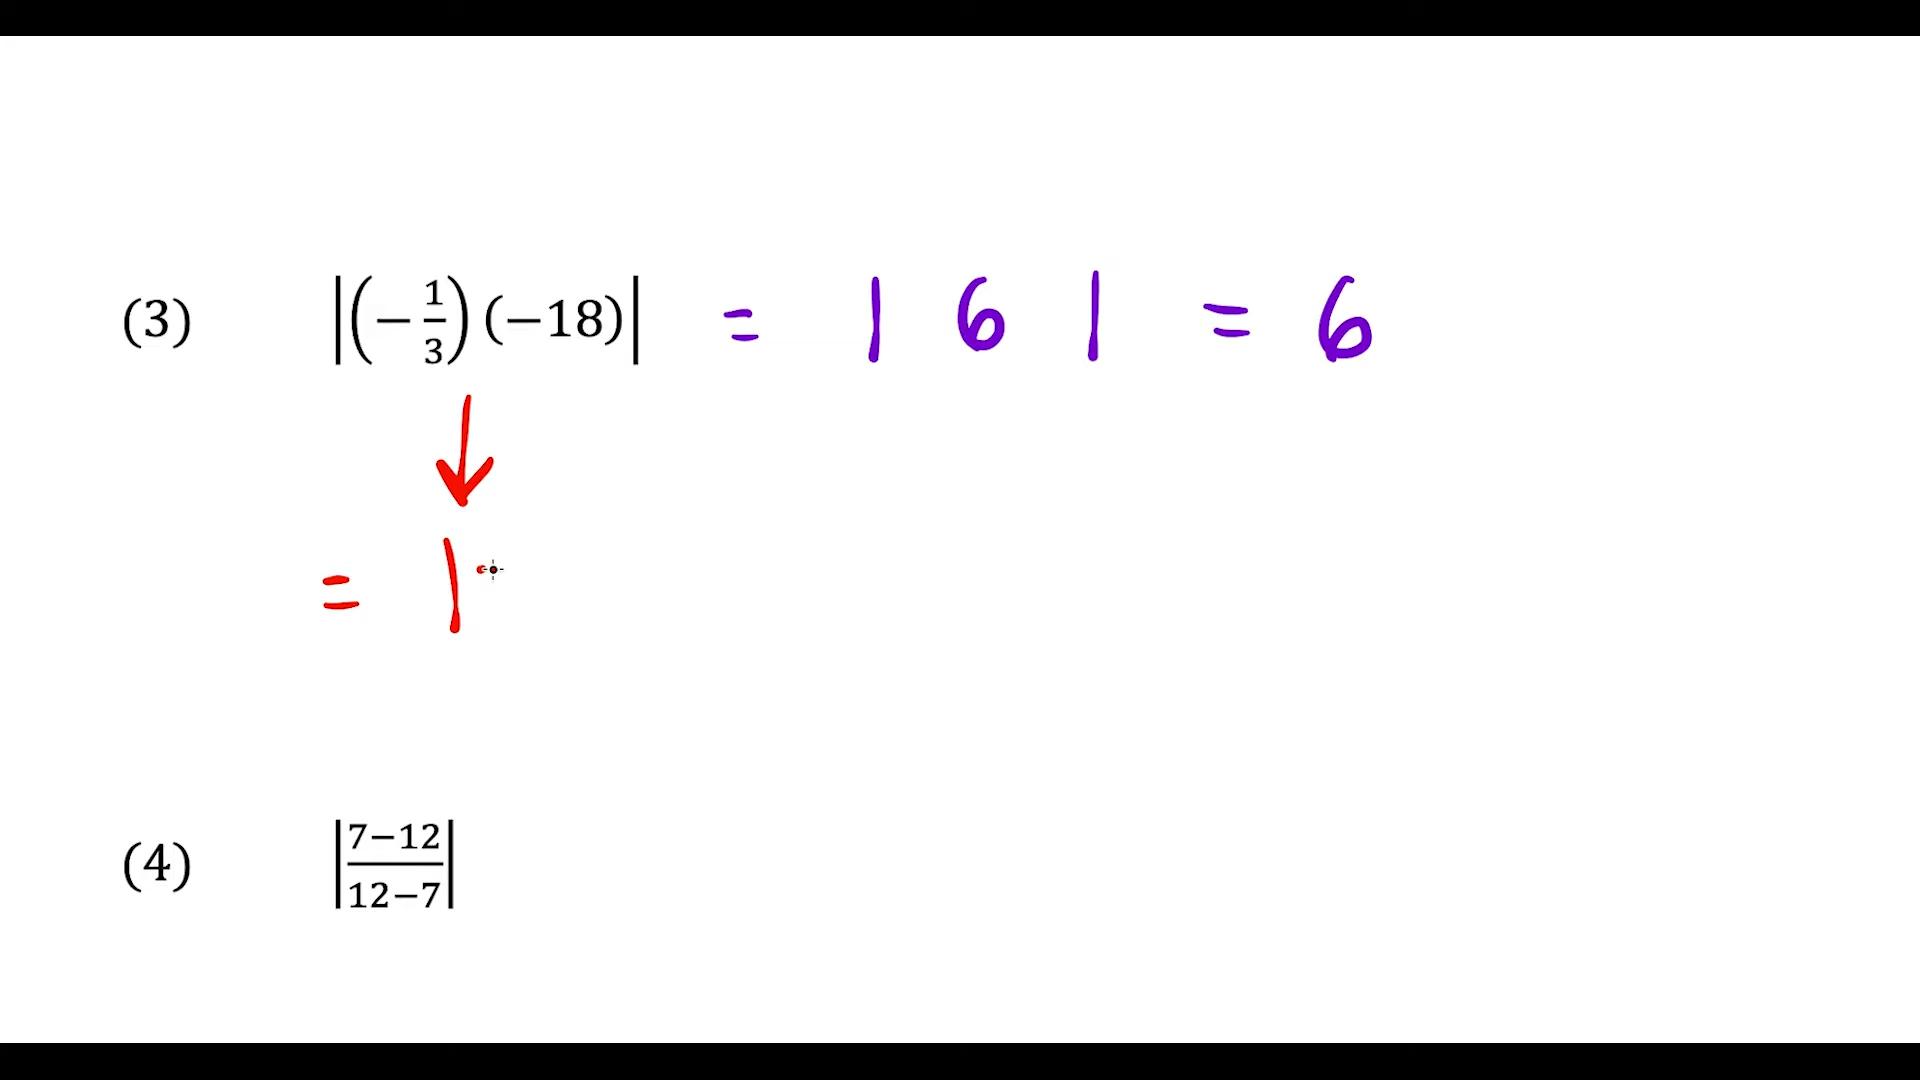 (3) |(−1/3)(−18)| = | 6 | = 6
= |
(4) |7−12/12−7|